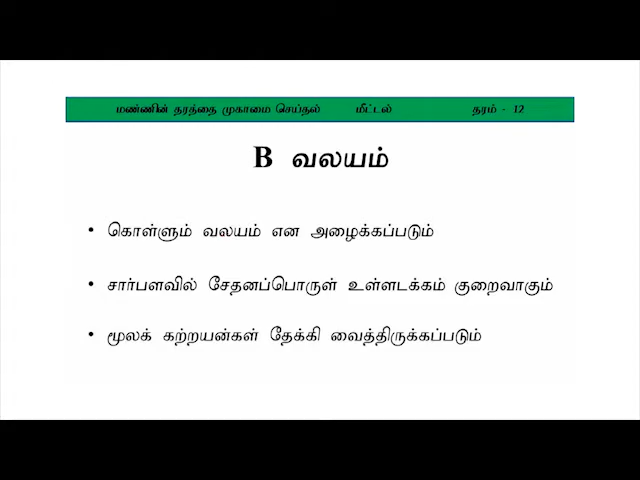 மண்ணின் தரத்தை முகாமை செய்தல் மீட்டல் தரம் - 12
B வலயம்
• கொள்ளும் வலயம் என அழைக்கப்படும்
• சார்பளவில் சேதனப்பொருள் உள்ளடக்கம் குறைவாகும்
• மூலக் கற்றயன்கள் தேக்கி வைத்திருக்கப்படும்